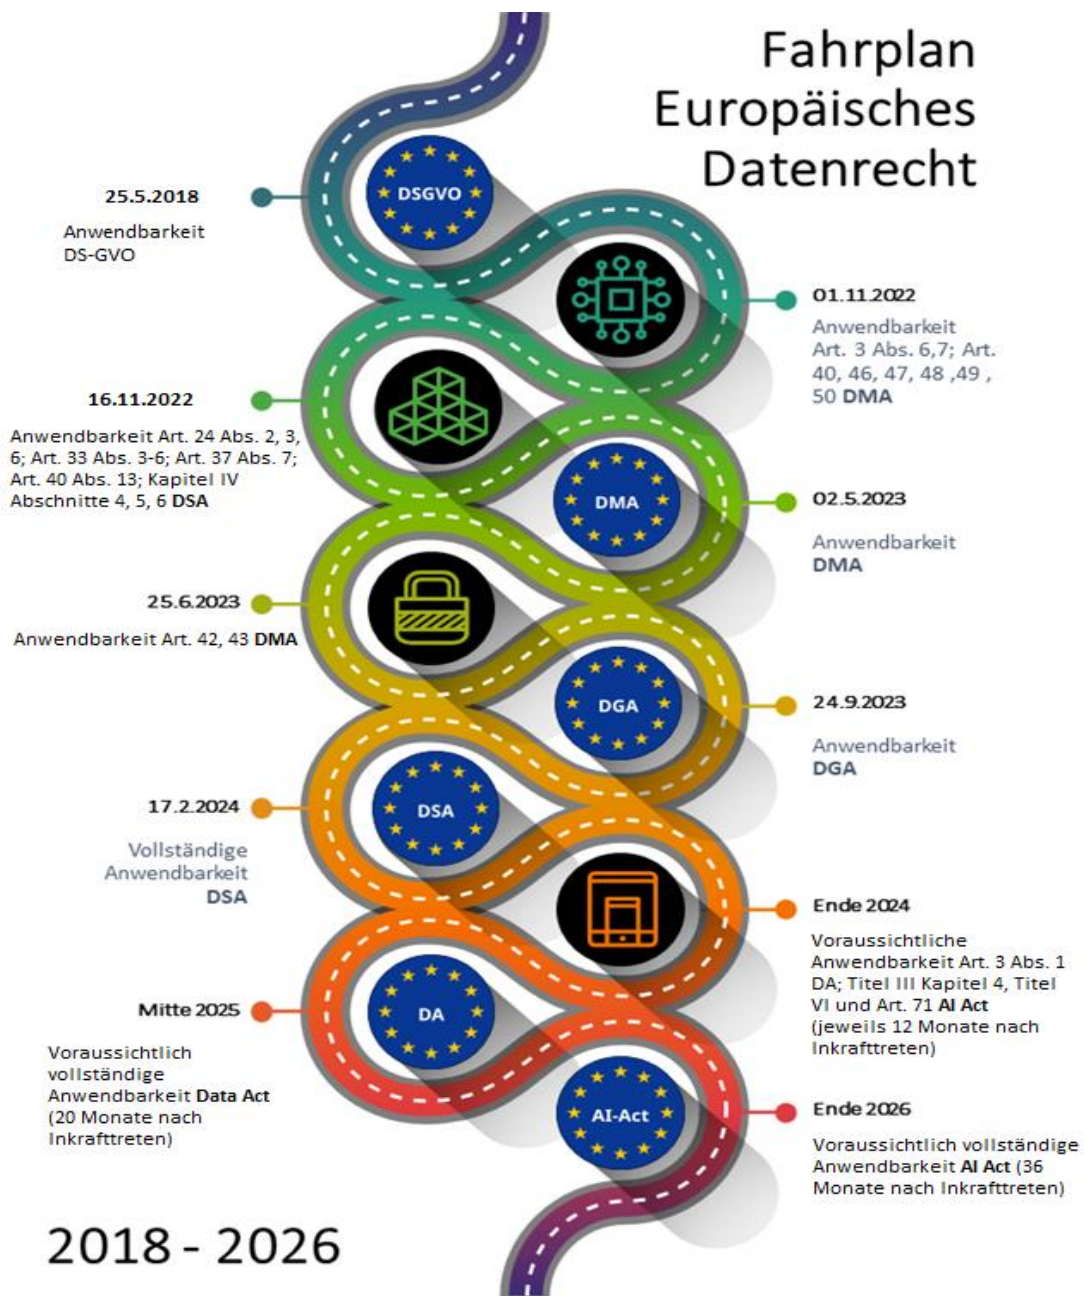 Fahrplan
Europäisches
Datenrecht
DSGVO
25.5.2018
Anwendbarkeit
DS-GVO
01.11.2022
Anwendbarkeit
Art. 3 Abs. 6,7; Art.
40, 46, 47, 48 ,49 ,
50 DMA
16.11.2022
Anwendbarkeit Art. 24 Abs. 2, 3,
6; Art. 33 Abs. 3-6; Art. 37 Abs. 7;
Art. 40 Abs. 13; Kapitel IV
Abschnitte 4, 5, 6 DSA
DMA
02.5.2023
Anwendbarkeit
DMA
25.6.2023
Anwendbarkeit Art. 42, 43 DMA
DGA
24.9.2023
Anwendbarkeit
DGA
DSA
17.2.2024
Vollständige
Anwendbarkeit
DSA
Ende 2024
Voraussichtliche
Anwendbarkeit Art. 3 Abs. 1
DA; Titel III Kapitel 4, Titel
VI und Art. 71 AI Act
(jeweils 12 Monate nach
Inkrafttreten)
DA
Mitte 2025
Voraussichtlich
vollständige
Anwendbarkeit Data Act
(20 Monate nach
Inkrafttreten)
AI-Act
Ende 2026
Voraussichtlich vollständige
Anwendbarkeit AI Act (36
Monate nach Inkrafttreten)
2018 - 2026